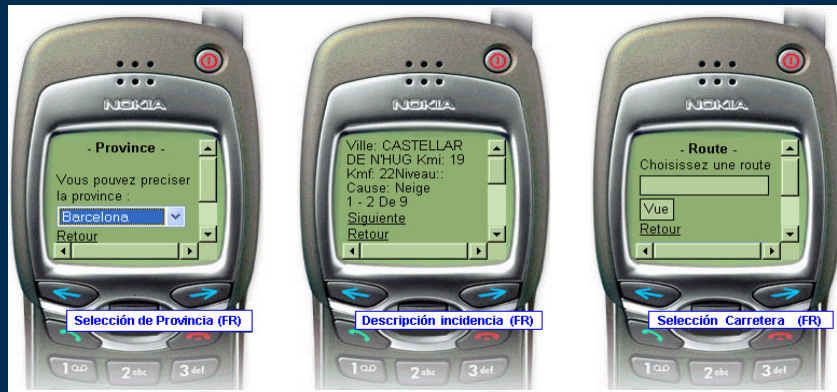 NOKIA
- Province -
Vous pouvez preciser
la province :
Barcelona
Retour
Selección de Provincia (FR)
1
2 abc
3 def
NOKIA
Ville: CASTELLAR
DE N'HUG Kmi: 19
Kmf: 22Niveau::
Cause: Neige
1 - 2 De 9
Siguiente
Retour
Descripción incidencia (FR)
1
2 abc
3 def
NOKIA
- Route -
Choisissez une route
Vue
Retour
Selección Carretera (FR)
1
2 abc
3 def